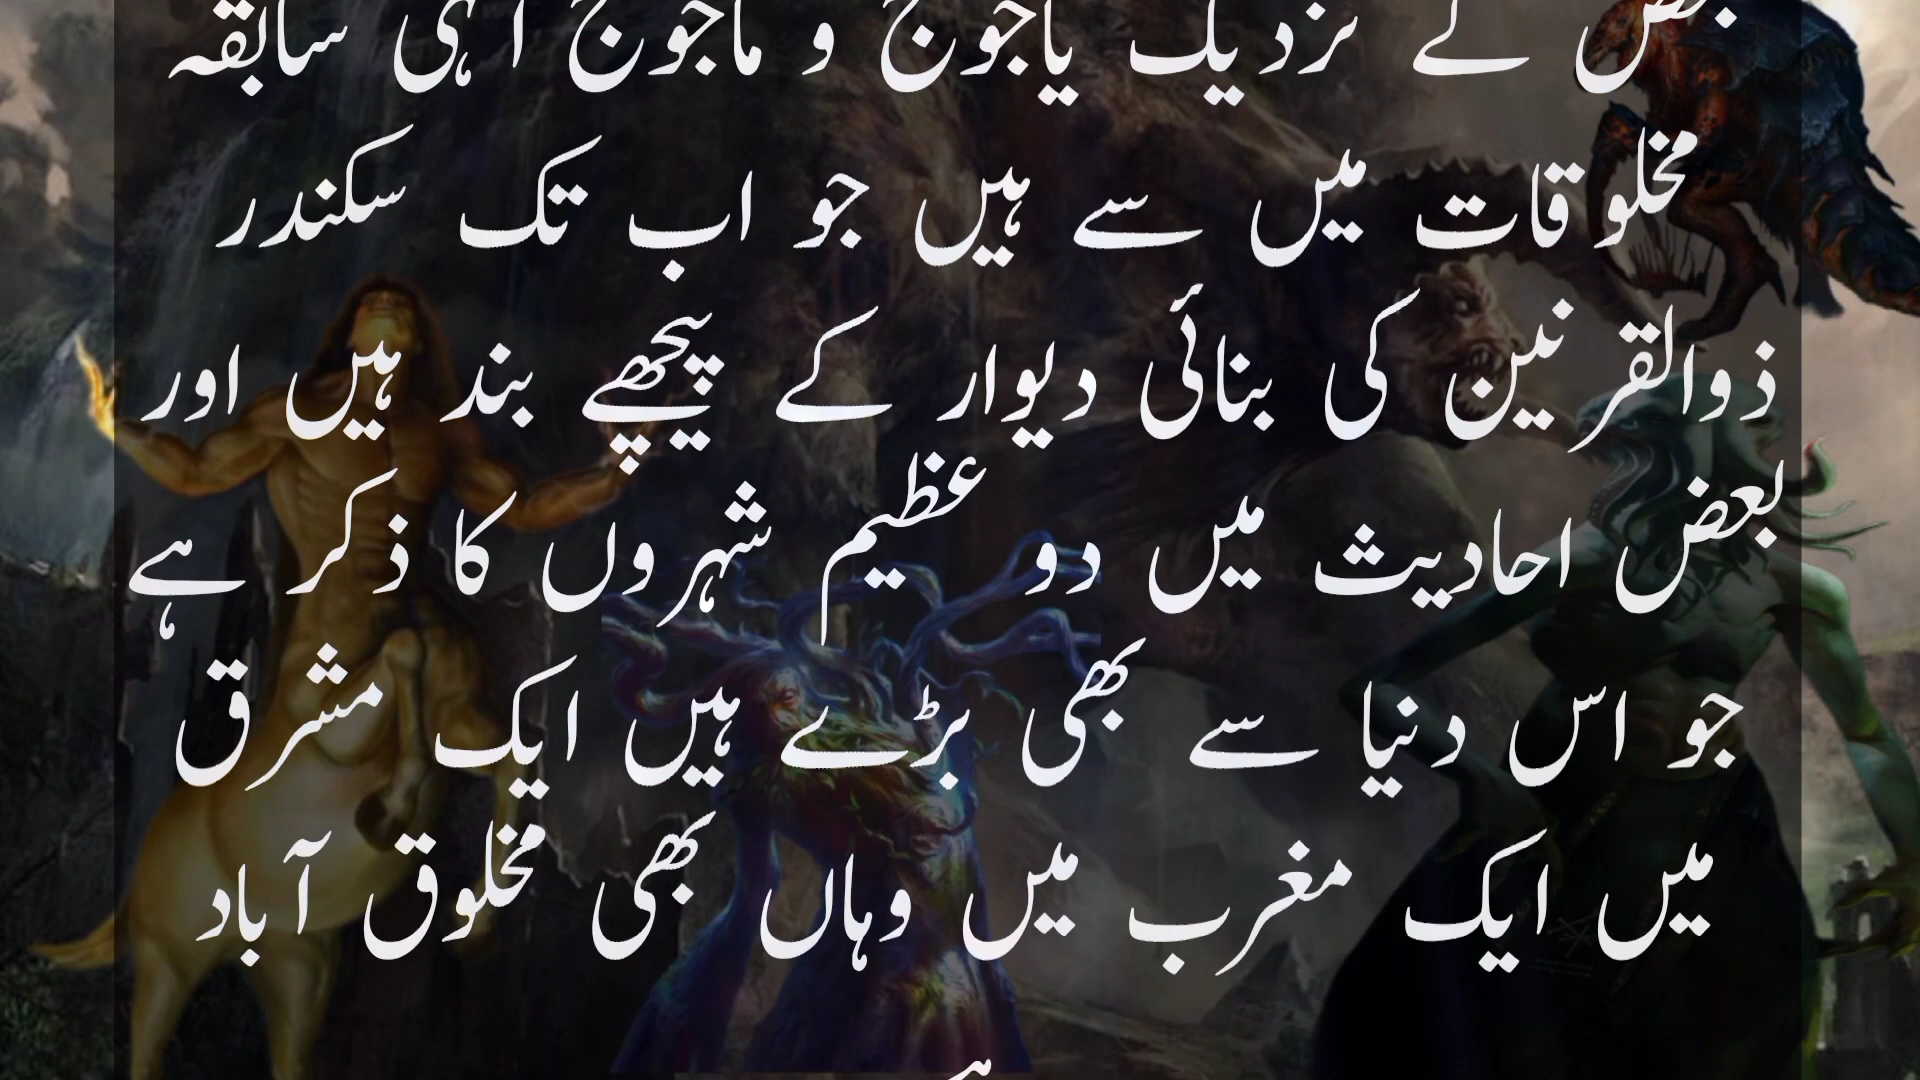 بعض کے نزدیک یاجوج و ماجوج انہی سابقہ
مخلوقات میں سے ہیں جو اب تک سکندر
ذوالقرنین کی بنائی دیوار کے پیچھے بند ہیں اور
بعض احادیث میں دو عظیم شہروں کا ذکر ہے
جو اس دنیا سے بھی بڑے ہیں ایک مشرق
میں ایک مغرب میں وہاں بھی مخلوق آباد